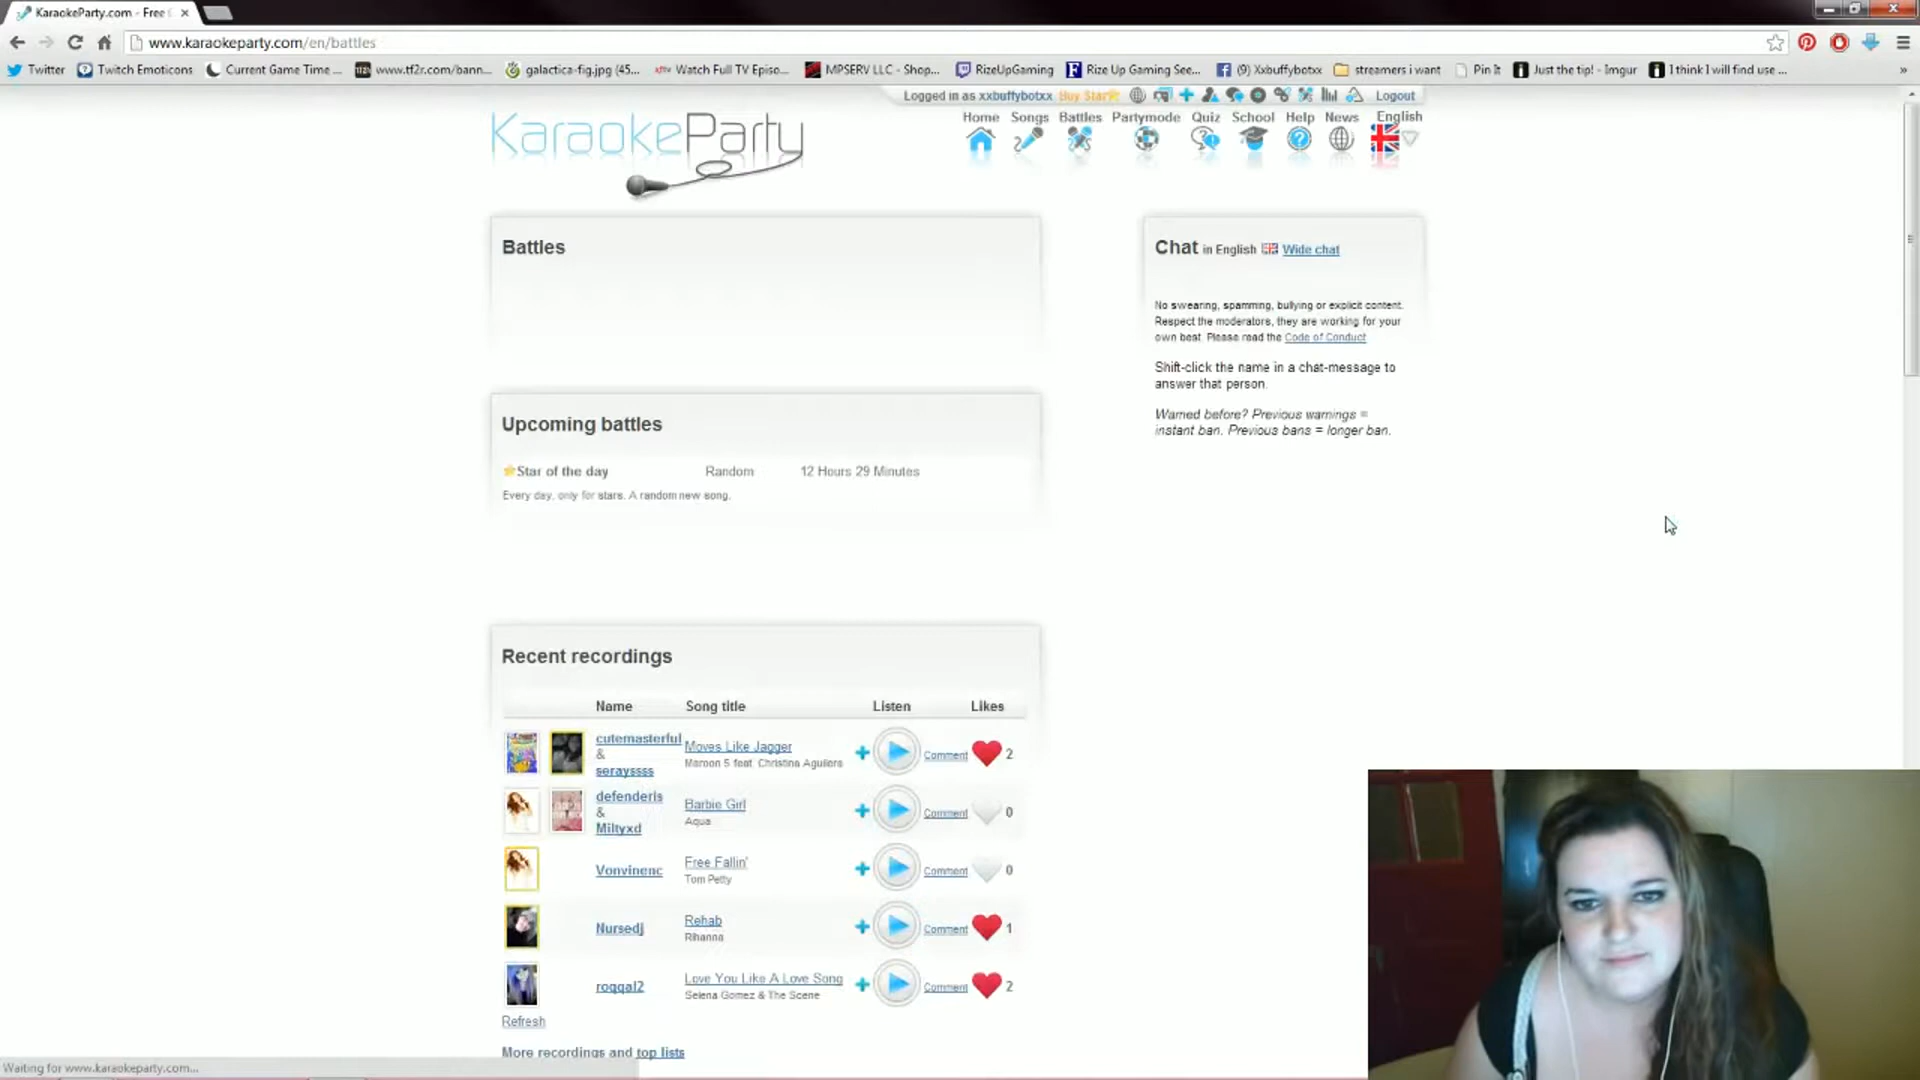 KaraokeParty.com - Free
www.karaokeparty.com/en/battles
Twitter Twitch Emoticons Current Game Time ... www.tf2r.com/bann... galactica-fig.jpg (45... Watch Full TV Episo... MPSERV LLC - Shop... RizeUpGaming Rize Up Gaming See... (9) Xxbuffybotxx streamers i want Pin It Just the tip! - Imgur I think I will find use ... »
Logged in as xxbuffybotxx Buy Star Logout
KaraokeParty
Home Songs Battles Partymode Quiz School Help News English
Battles
Chat in English Wide chat
No swearing, spamming, bullying or explicit content.
Respect the moderators, they are working for your
own best. Please read the Code of Conduct
Shift-click the name in a chat-message to
answer that person.
Warned before? Previous warnings =
instant ban. Previous bans = longer ban.
Upcoming battles
Star of the day Random 12 Hours 29 Minutes
Every day, only for stars. A random new song.
Recent recordings
Name Song title Listen Likes
cutemasterful
&
serayssss
Moves Like Jagger
Maroon 5 feat. Christina Aguilera
Comment 2
defenderis
&
Miltyxd
Barbie Girl
Aqua
Comment 0
Vonvinenc
Free Fallin'
Tom Petty
Comment 0
Nursedj
Rehab
Rihanna
Comment 1
roqqal2
Love You Like A Love Song
Selena Gomez & The Scene
Comment 2
Refresh
More recordings and top lists
Waiting for www.karaokeparty.com...